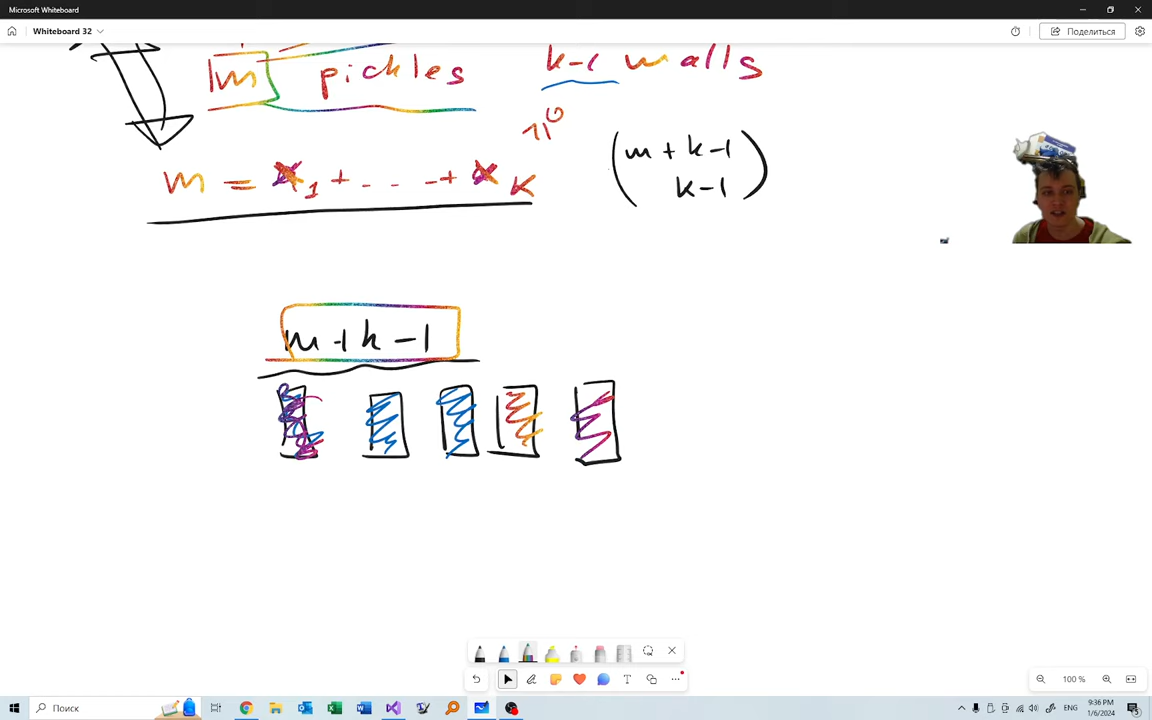 Microsoft Whiteboard
Whiteboard 32
Поделиться
m pickles
k-1 walls
m = x1 + ... + xk
(m + k -1
k-1)
m + k -1
100 %
Поиск
ENG
9:36 PM
1/6/2024